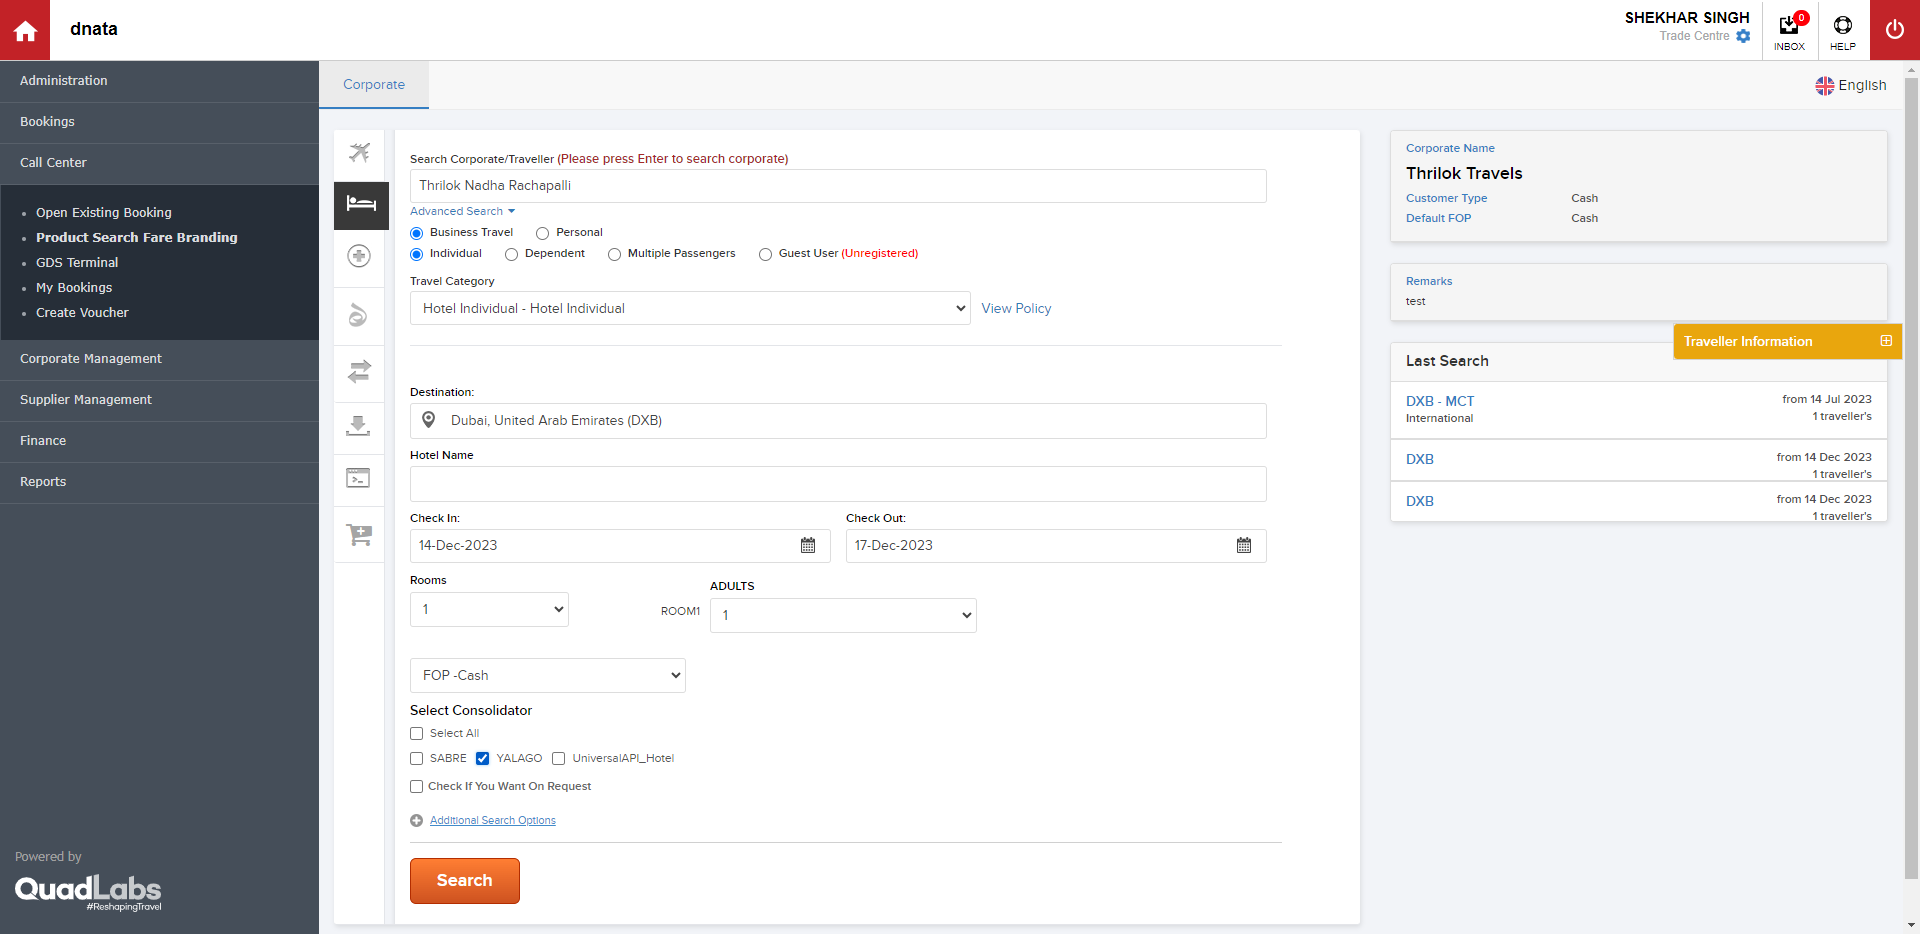 dnata
SHEKHAR SINGH
Trade Centre
0
INBOX
HELP
Administration
Bookings
Call Center
Open Existing Booking
Product Search Fare Branding
GDS Terminal
My Bookings
Create Voucher
Corporate Management
Supplier Management
Finance
Reports
Powered by
QuadLabs
#ReshapingTravel
Corporate
English
Search Corporate/Traveller (Please press Enter to search corporate)
Thrilok Nadha Rachapalli
Advanced Search
Business Travel Personal
Individual Dependent Multiple Passengers Guest User (Unregistered)
Travel Category
Hotel Individual - Hotel Individual View Policy
Destination:
Dubai, United Arab Emirates (DXB)
Hotel Name
Check In: Check Out:
14-Dec-2023 17-Dec-2023
Rooms ADULTS
1 ROOM1 1
FOP -Cash
Select Consolidator
Select All
SABRE YALAGO UniversalAPI_Hotel
Check If You Want On Request
Additional Search Options
Search
Corporate Name
Thrilok Travels
Customer Type Cash
Default FOP Cash
Remarks
test
Traveller Information
Last Search
DXB - MCT from 14 Jul 2023
International 1 traveller's
DXB from 14 Dec 2023
1 traveller's
DXB from 14 Dec 2023
1 traveller's